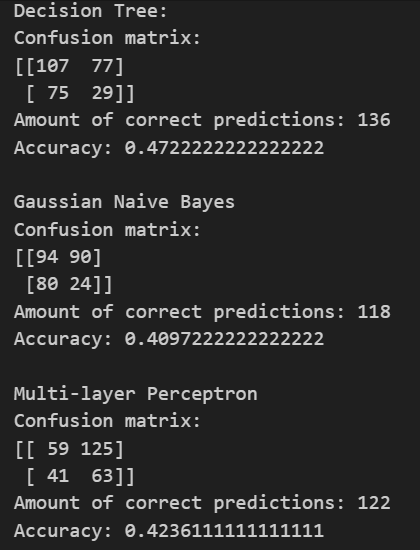 Decision Tree:
Confusion matrix:
[[107  77]
 [ 75  29]]
Amount of correct predictions: 136
Accuracy: 0.4722222222222222

Gaussian Naive Bayes
Confusion matrix:
[[94 90]
 [80 24]]
Amount of correct predictions: 118
Accuracy: 0.4097222222222222

Multi-layer Perceptron
Confusion matrix:
[[ 59 125]
 [ 41  63]]
Amount of correct predictions: 122
Accuracy: 0.4236111111111111